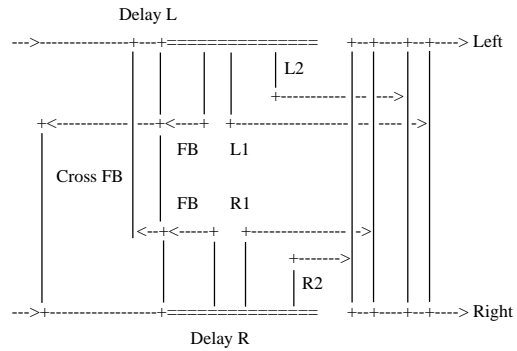 Delay L
--->-----------------+---+================ +---+-----+---+----> Left
L2
+-------------- -- ---->
+<----------------+<-----+ +---------------- -- ---- ->
FB L1
Cross FB
FB R1
<--+<------+ +-------------- -->
+------->
R2
--->+-----------------+================ +---+-----+---+----> Right
Delay R